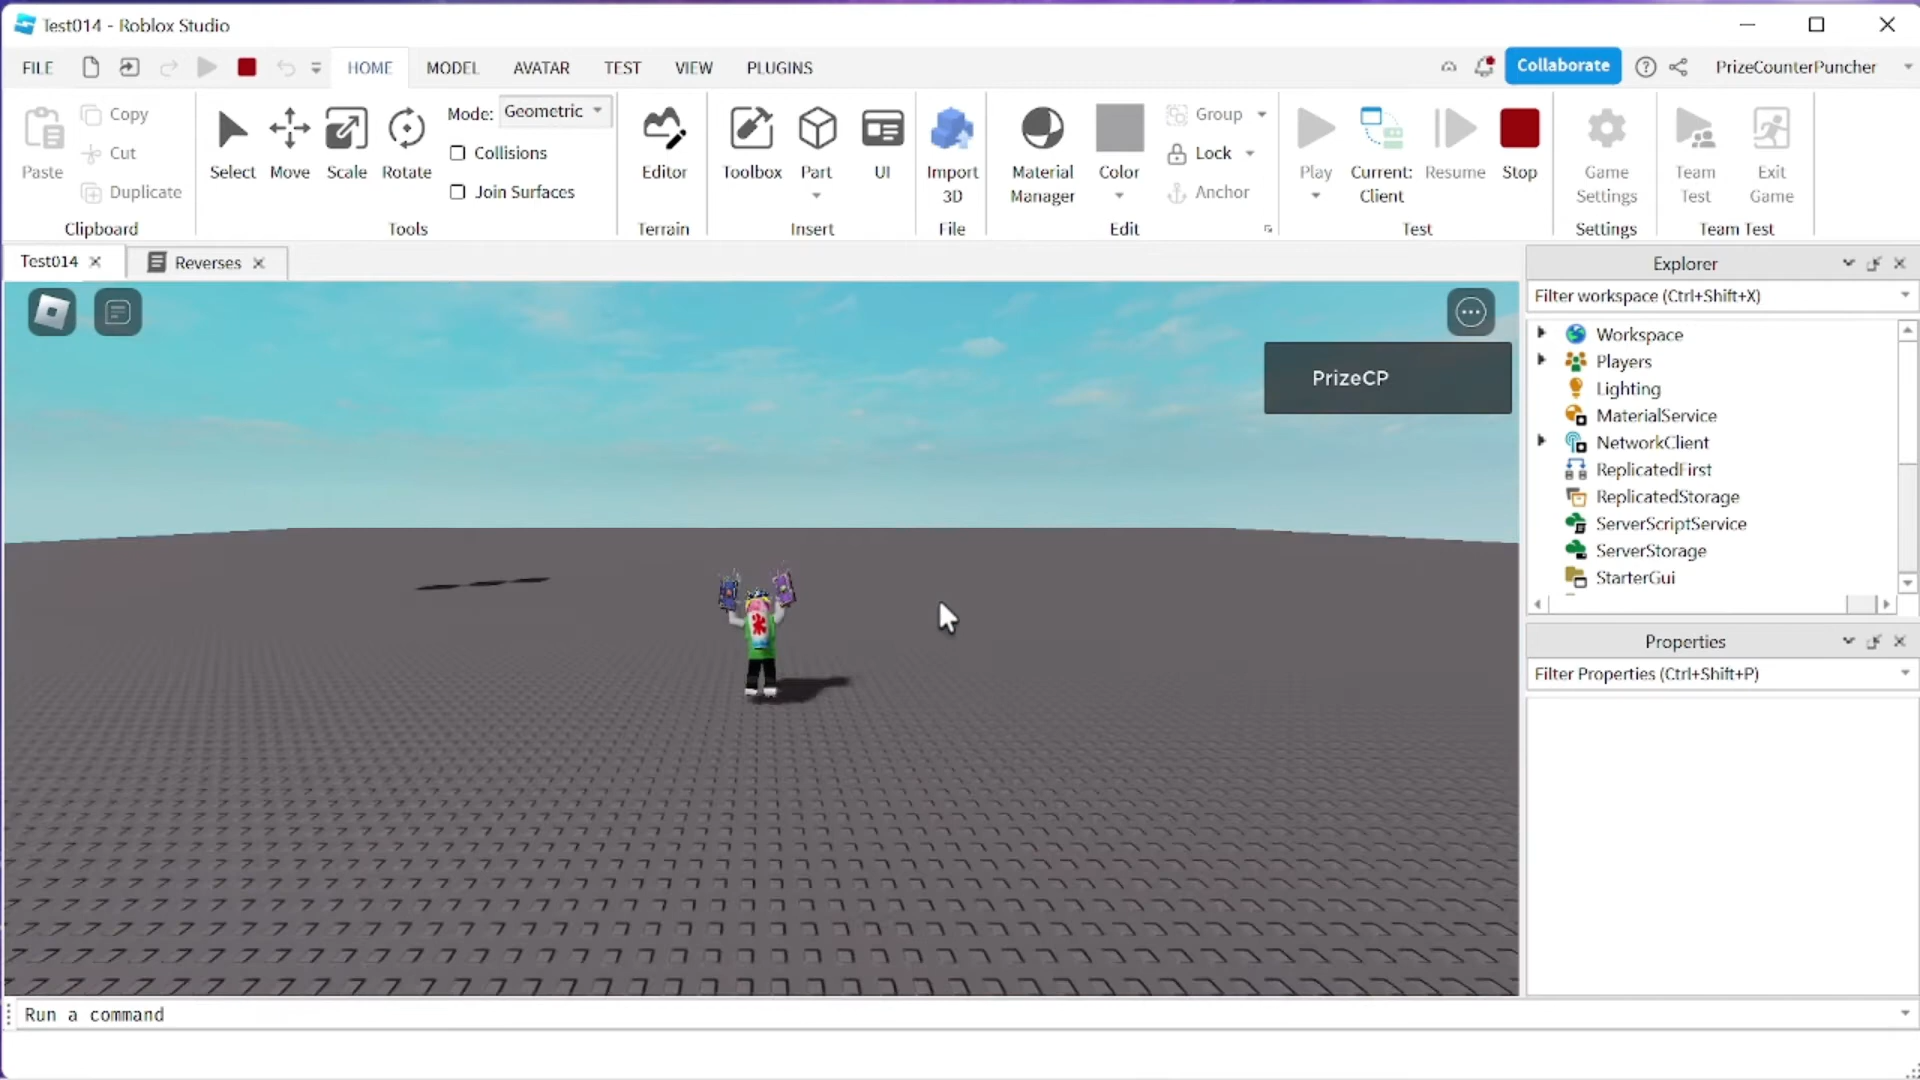 Test014 - Roblox Studio
FILE HOME MODEL AVATAR TEST VIEW PLUGINS Collaborate PrizeCounterPuncher
Paste Copy Cut Duplicate
Clipboard
Select Move Scale Rotate Mode: Geometric
Collisions
Join Surfaces
Tools
Editor
Terrain
Toolbox Part UI
Insert
Import 3D
File
Material Manager Color Group Lock Anchor
Edit
Play Current: Client Resume Stop
Test
Game Settings
Settings
Team Test Exit Game
Team Test
Test014 Reverses
PrizeCP
米
Explorer
Filter workspace (Ctrl+Shift+X)
Workspace
Players
Lighting
MaterialService
NetworkClient
ReplicatedFirst
ReplicatedStorage
ServerScriptService
ServerStorage
StarterGui
Properties
Filter Properties (Ctrl+Shift+P)
Run a command